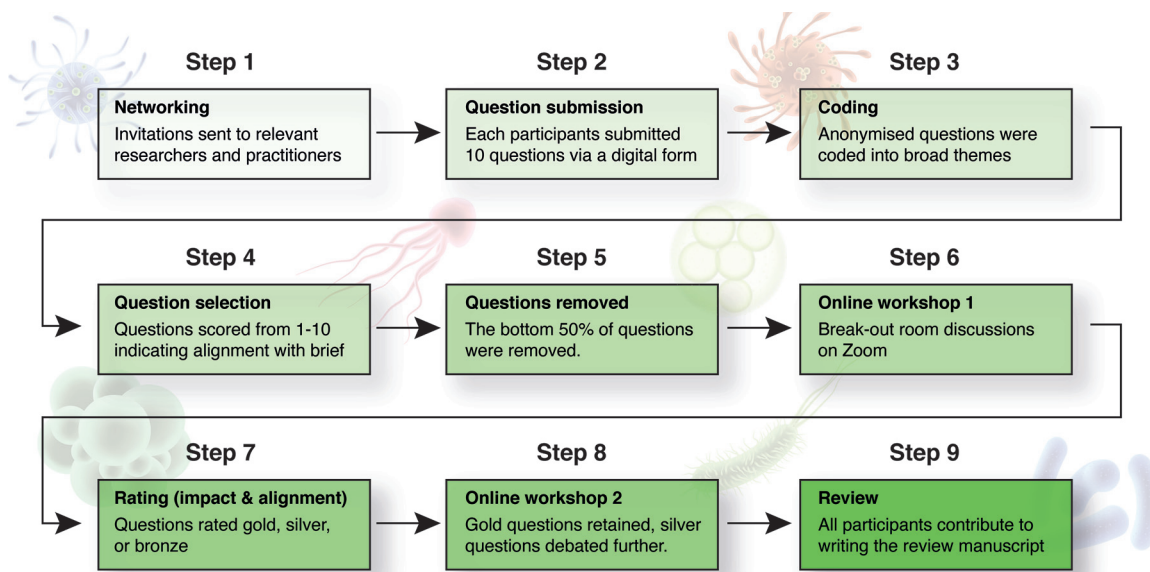 Step 1
Networking
Invitations sent to relevant
researchers and practitioners
Step 2
Question submission
Each participants submitted
10 questions via a digital form
Step 3
Coding
Anonymised questions were
coded into broad themes
Step 4
Question selection
Questions scored from 1-10
indicating alignment with brief
Step 5
Questions removed
The bottom 50% of questions
were removed.
Step 6
Online workshop 1
Break-out room discussions
on Zoom
Step 7
Rating (impact & alignment)
Questions rated gold, silver,
or bronze
Step 8
Online workshop 2
Gold questions retained, silver
questions debated further.
Step 9
Review
All participants contribute to
writing the review manuscript